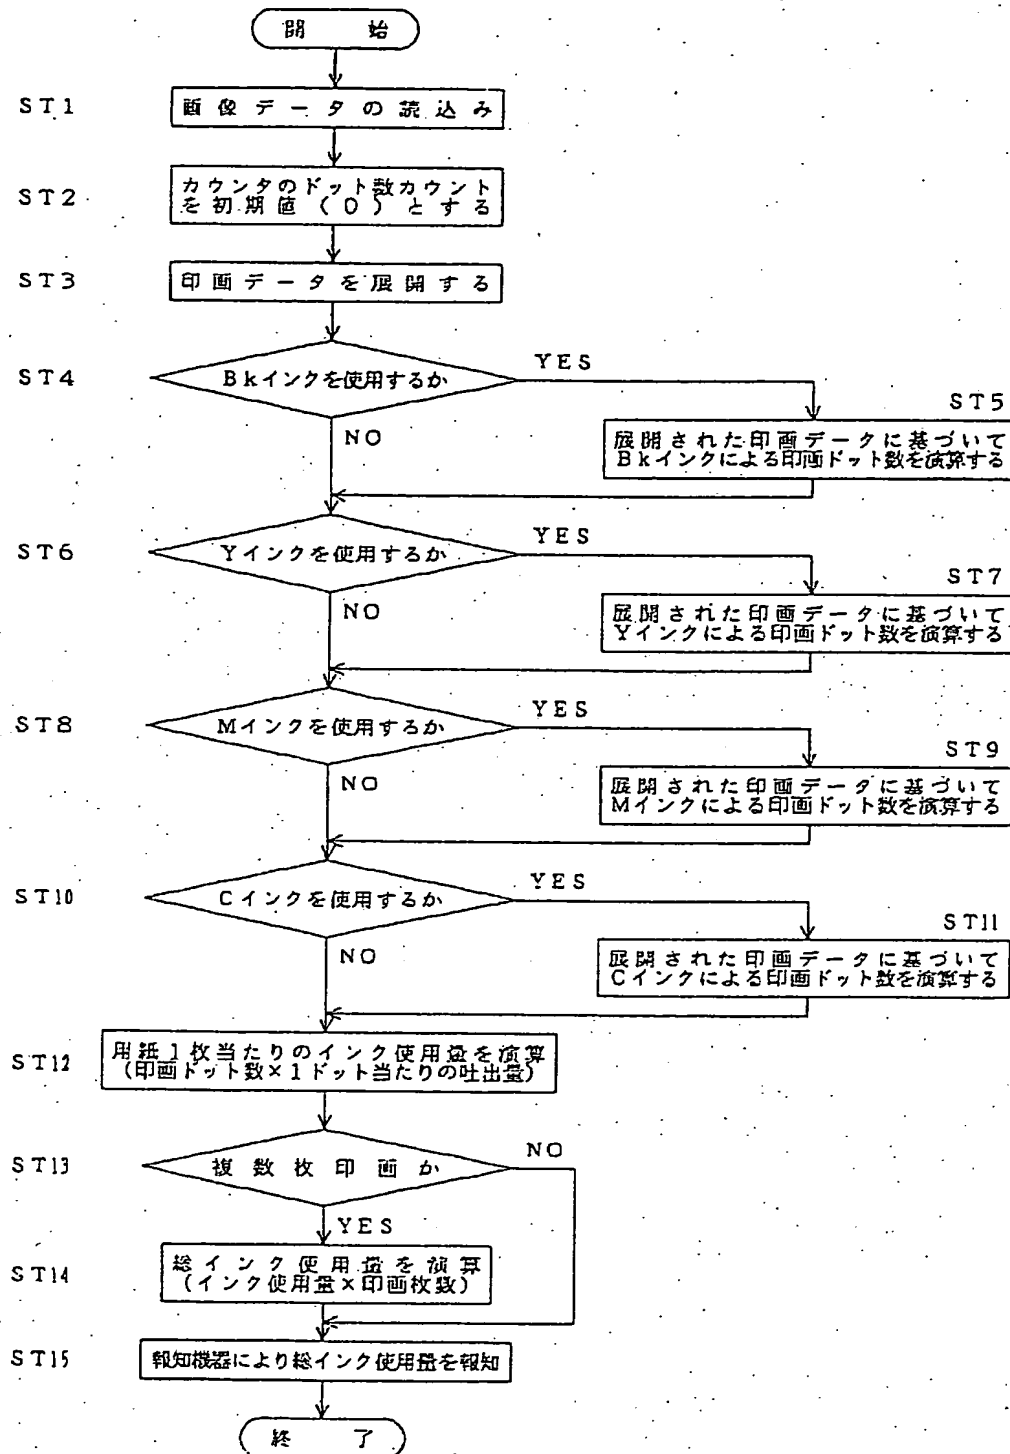 開 始
ST1
画像データの読込み
ST2
カウンタのドット数カウント
を初期値(0)とする
ST3
印画データを展開する
ST4
Bkインクを使用するか
YES
NO
ST5
展開された印画データに基づいて
Bkインクによる印画ドット数を演算する
ST6
Yインクを使用するか
YES
NO
ST7
展開された印画データに基づいて
Yインクによる印画ドット数を演算する
ST8
Mインクを使用するか
YES
NO
ST9
展開された印画データに基づいて
Mインクによる印画ドット数を演算する
ST10
Cインクを使用するか
YES
NO
ST11
展開された印画データに基づいて
Cインクによる印画ドット数を演算する
ST12
用紙1枚当たりのインク使用量を演算
(印画ドット数×1ドット当たりの吐出量)
ST13
複数枚印画か
NO
YES
ST14
総インク使用量を演算
(インク使用量×印画枚数)
ST15
報知機器により総インク使用量を報知
終 了